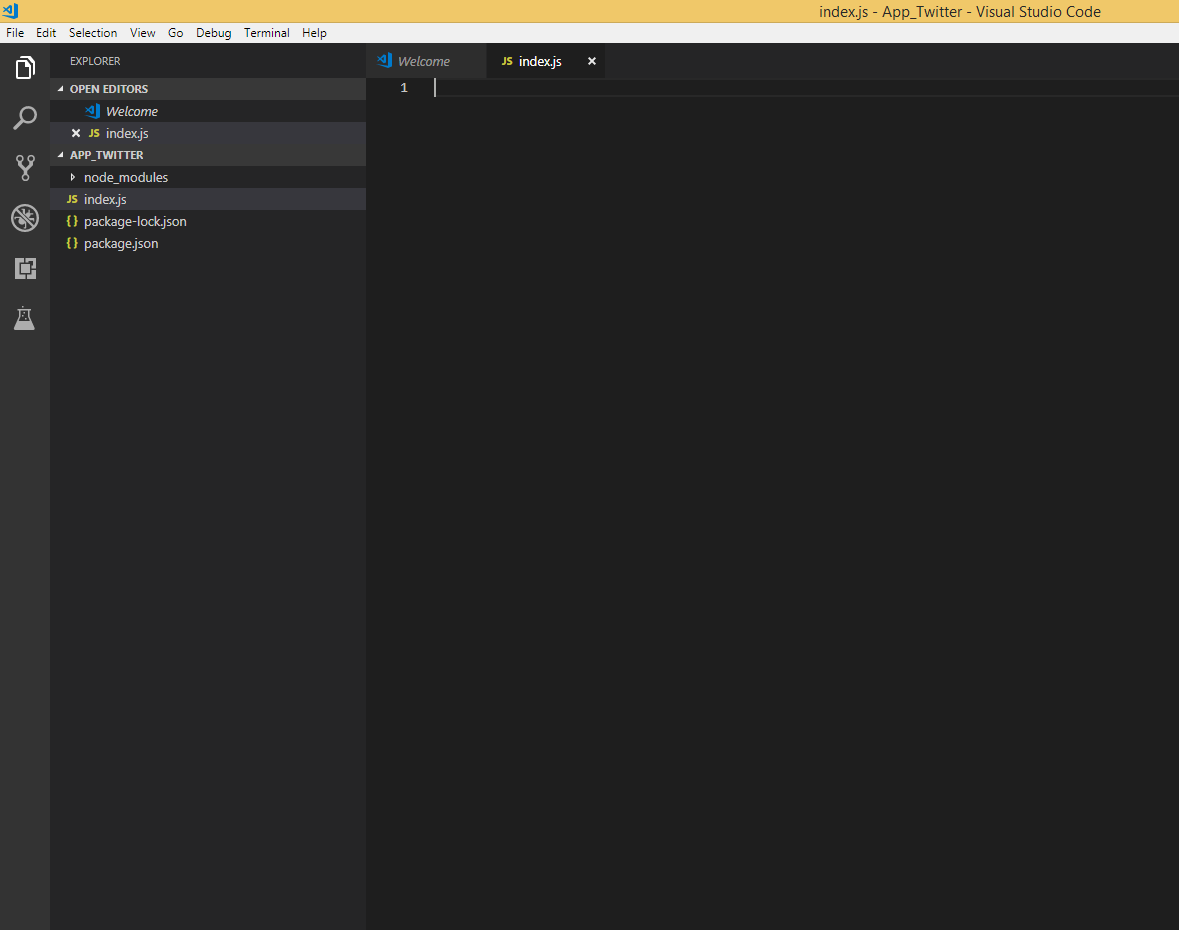 index.js - App_Twitter - Visual Studio Code
File Edit Selection View Go Debug Terminal Help
EXPLORER
OPEN EDITORS
Welcome
JS index.js
APP_TWITTER
node_modules
JS index.js
{} package-lock.json
{} package.json
Welcome JS index.js
1